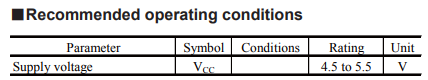 ■Recommended operating conditions
Parameter Symbol Conditions Rating Unit
Supply voltage VCC 4.5 to 5.5 V